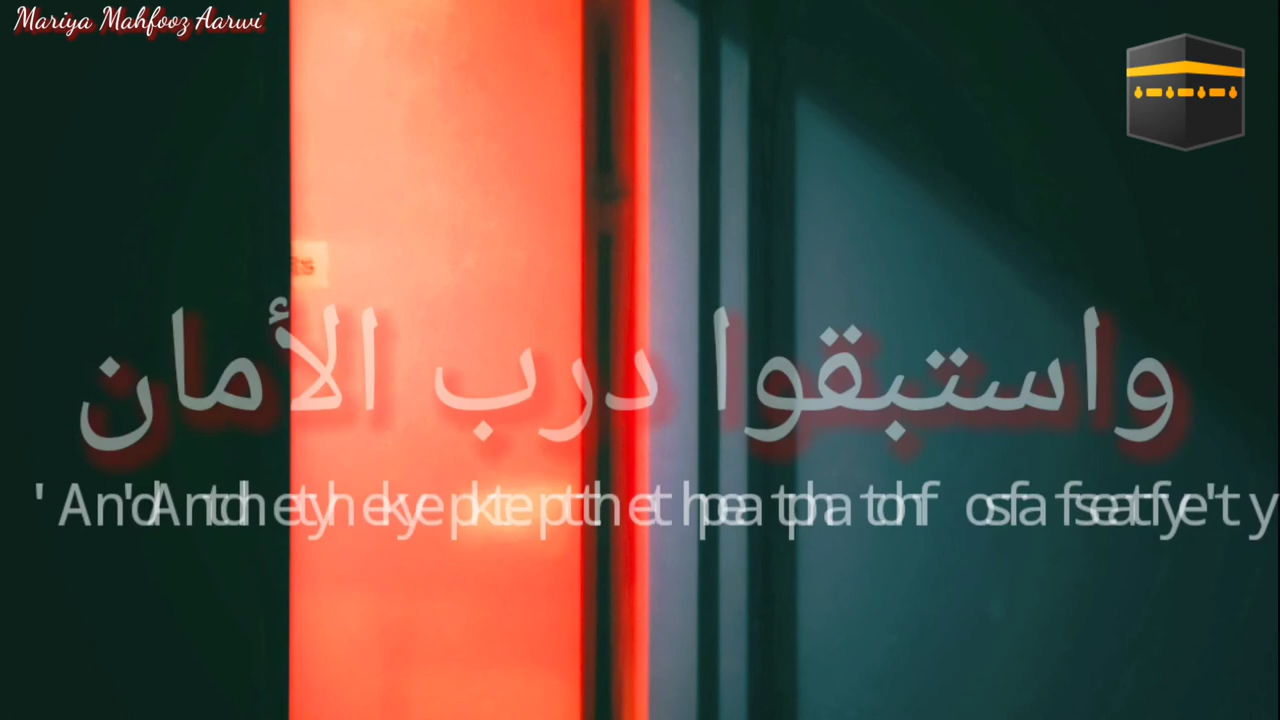 Mariya Mahfooz Aarwi
واستبقوا درب الأمان
'And they kept the path of safety'